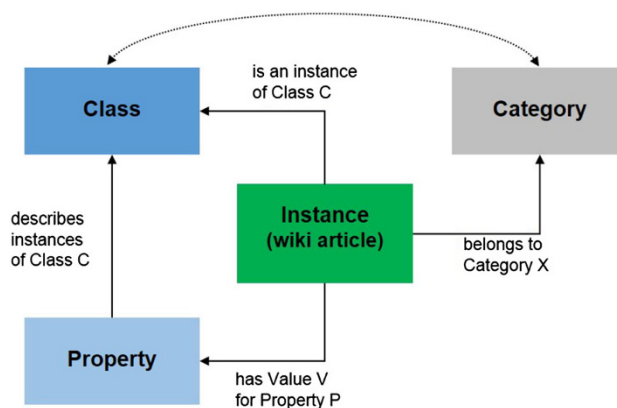 is an instance
of Class C
Class
Category
Instance
(wiki article)
describes
instances
of Class C
belongs to
Category X
Property
has Value V
for Property P